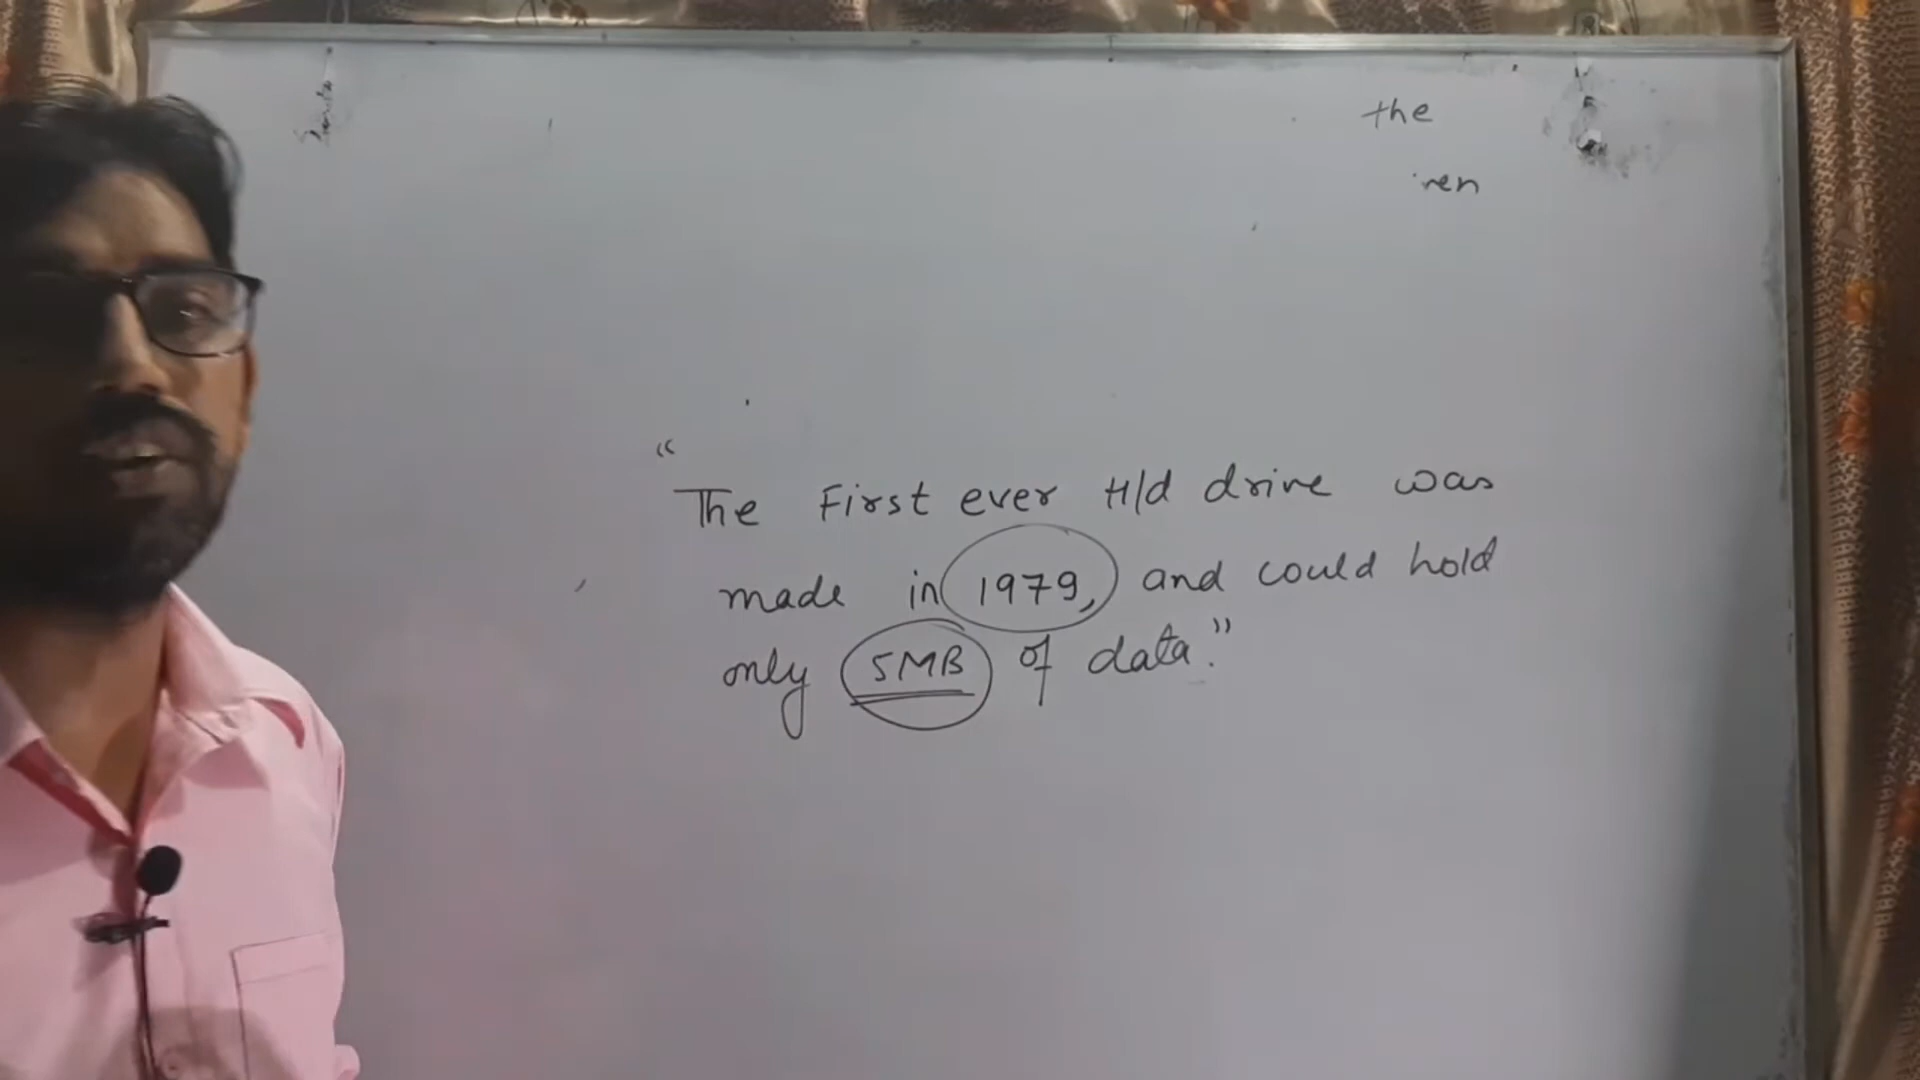 the
ren
“
The First ever H/d drive was
made in 1979, and could hold
only 5MB of data.”